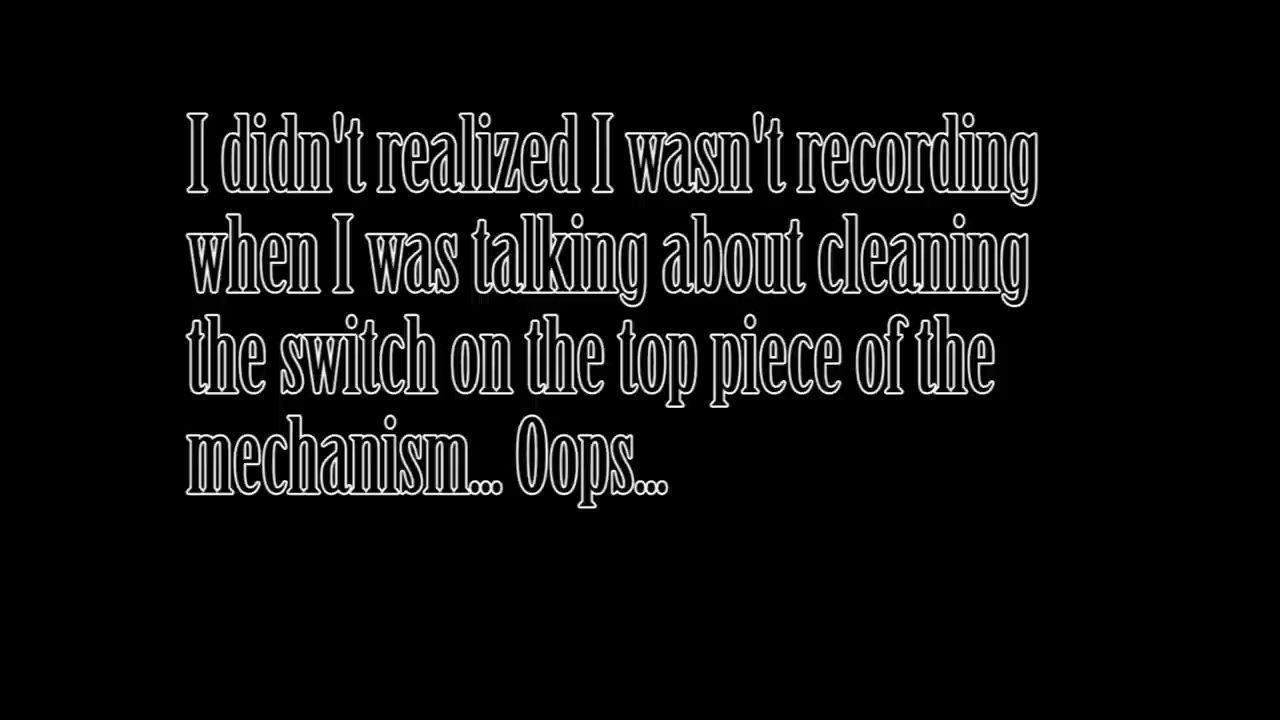 I didn't realized I wasn't recording
when I was talking about cleaning
the switch on the top piece of the
mechanism... Oops...